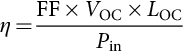 η = FF × V_OC × L_OC / P_in